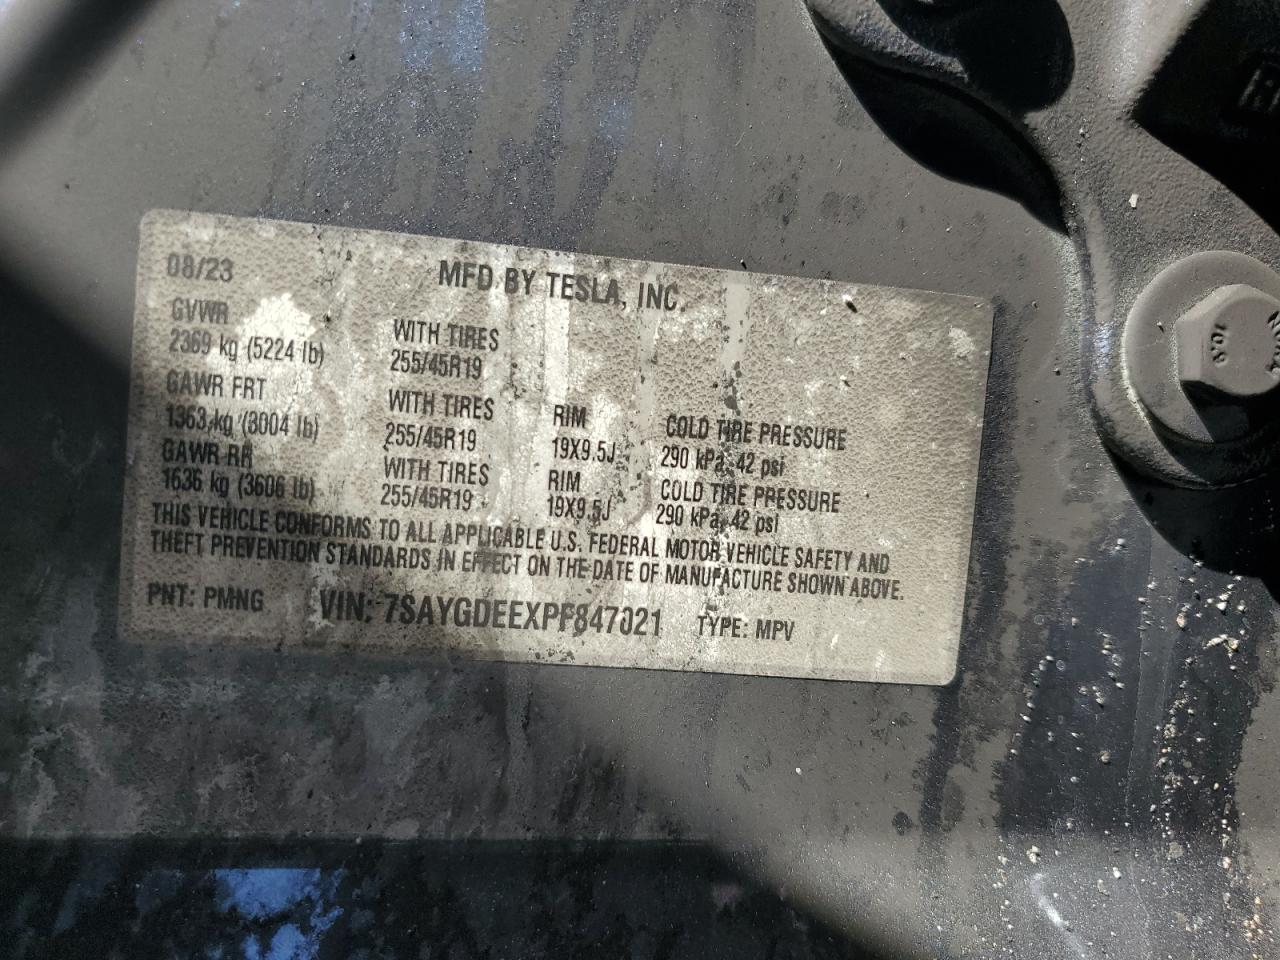 08/23 MFD BY TESLA, INC.
GVWR
2369 kg (5224 lb) WITH TIRES
255/45R19
GAWR FRT
1363 kg (3004 lb) WITH TIRES
255/45R19 RIM
19X9.5J COLD TIRE PRESSURE
290 kPa, 42 psi
GAWR RR
1636 kg (3606 lb) WITH TIRES
255/45R19 RIM
19X9.5J COLD TIRE PRESSURE
290 kPa, 42 psi
THIS VEHICLE CONFORMS TO ALL APPLICABLE U.S. FEDERAL MOTOR VEHICLE SAFETY AND
THEFT PREVENTION STANDARDS IN EFFECT ON THE DATE OF MANUFACTURE SHOWN ABOVE.
PNT: PMNG VIN: 7SAYGDEEXPF847021 TYPE: MPV
10.9